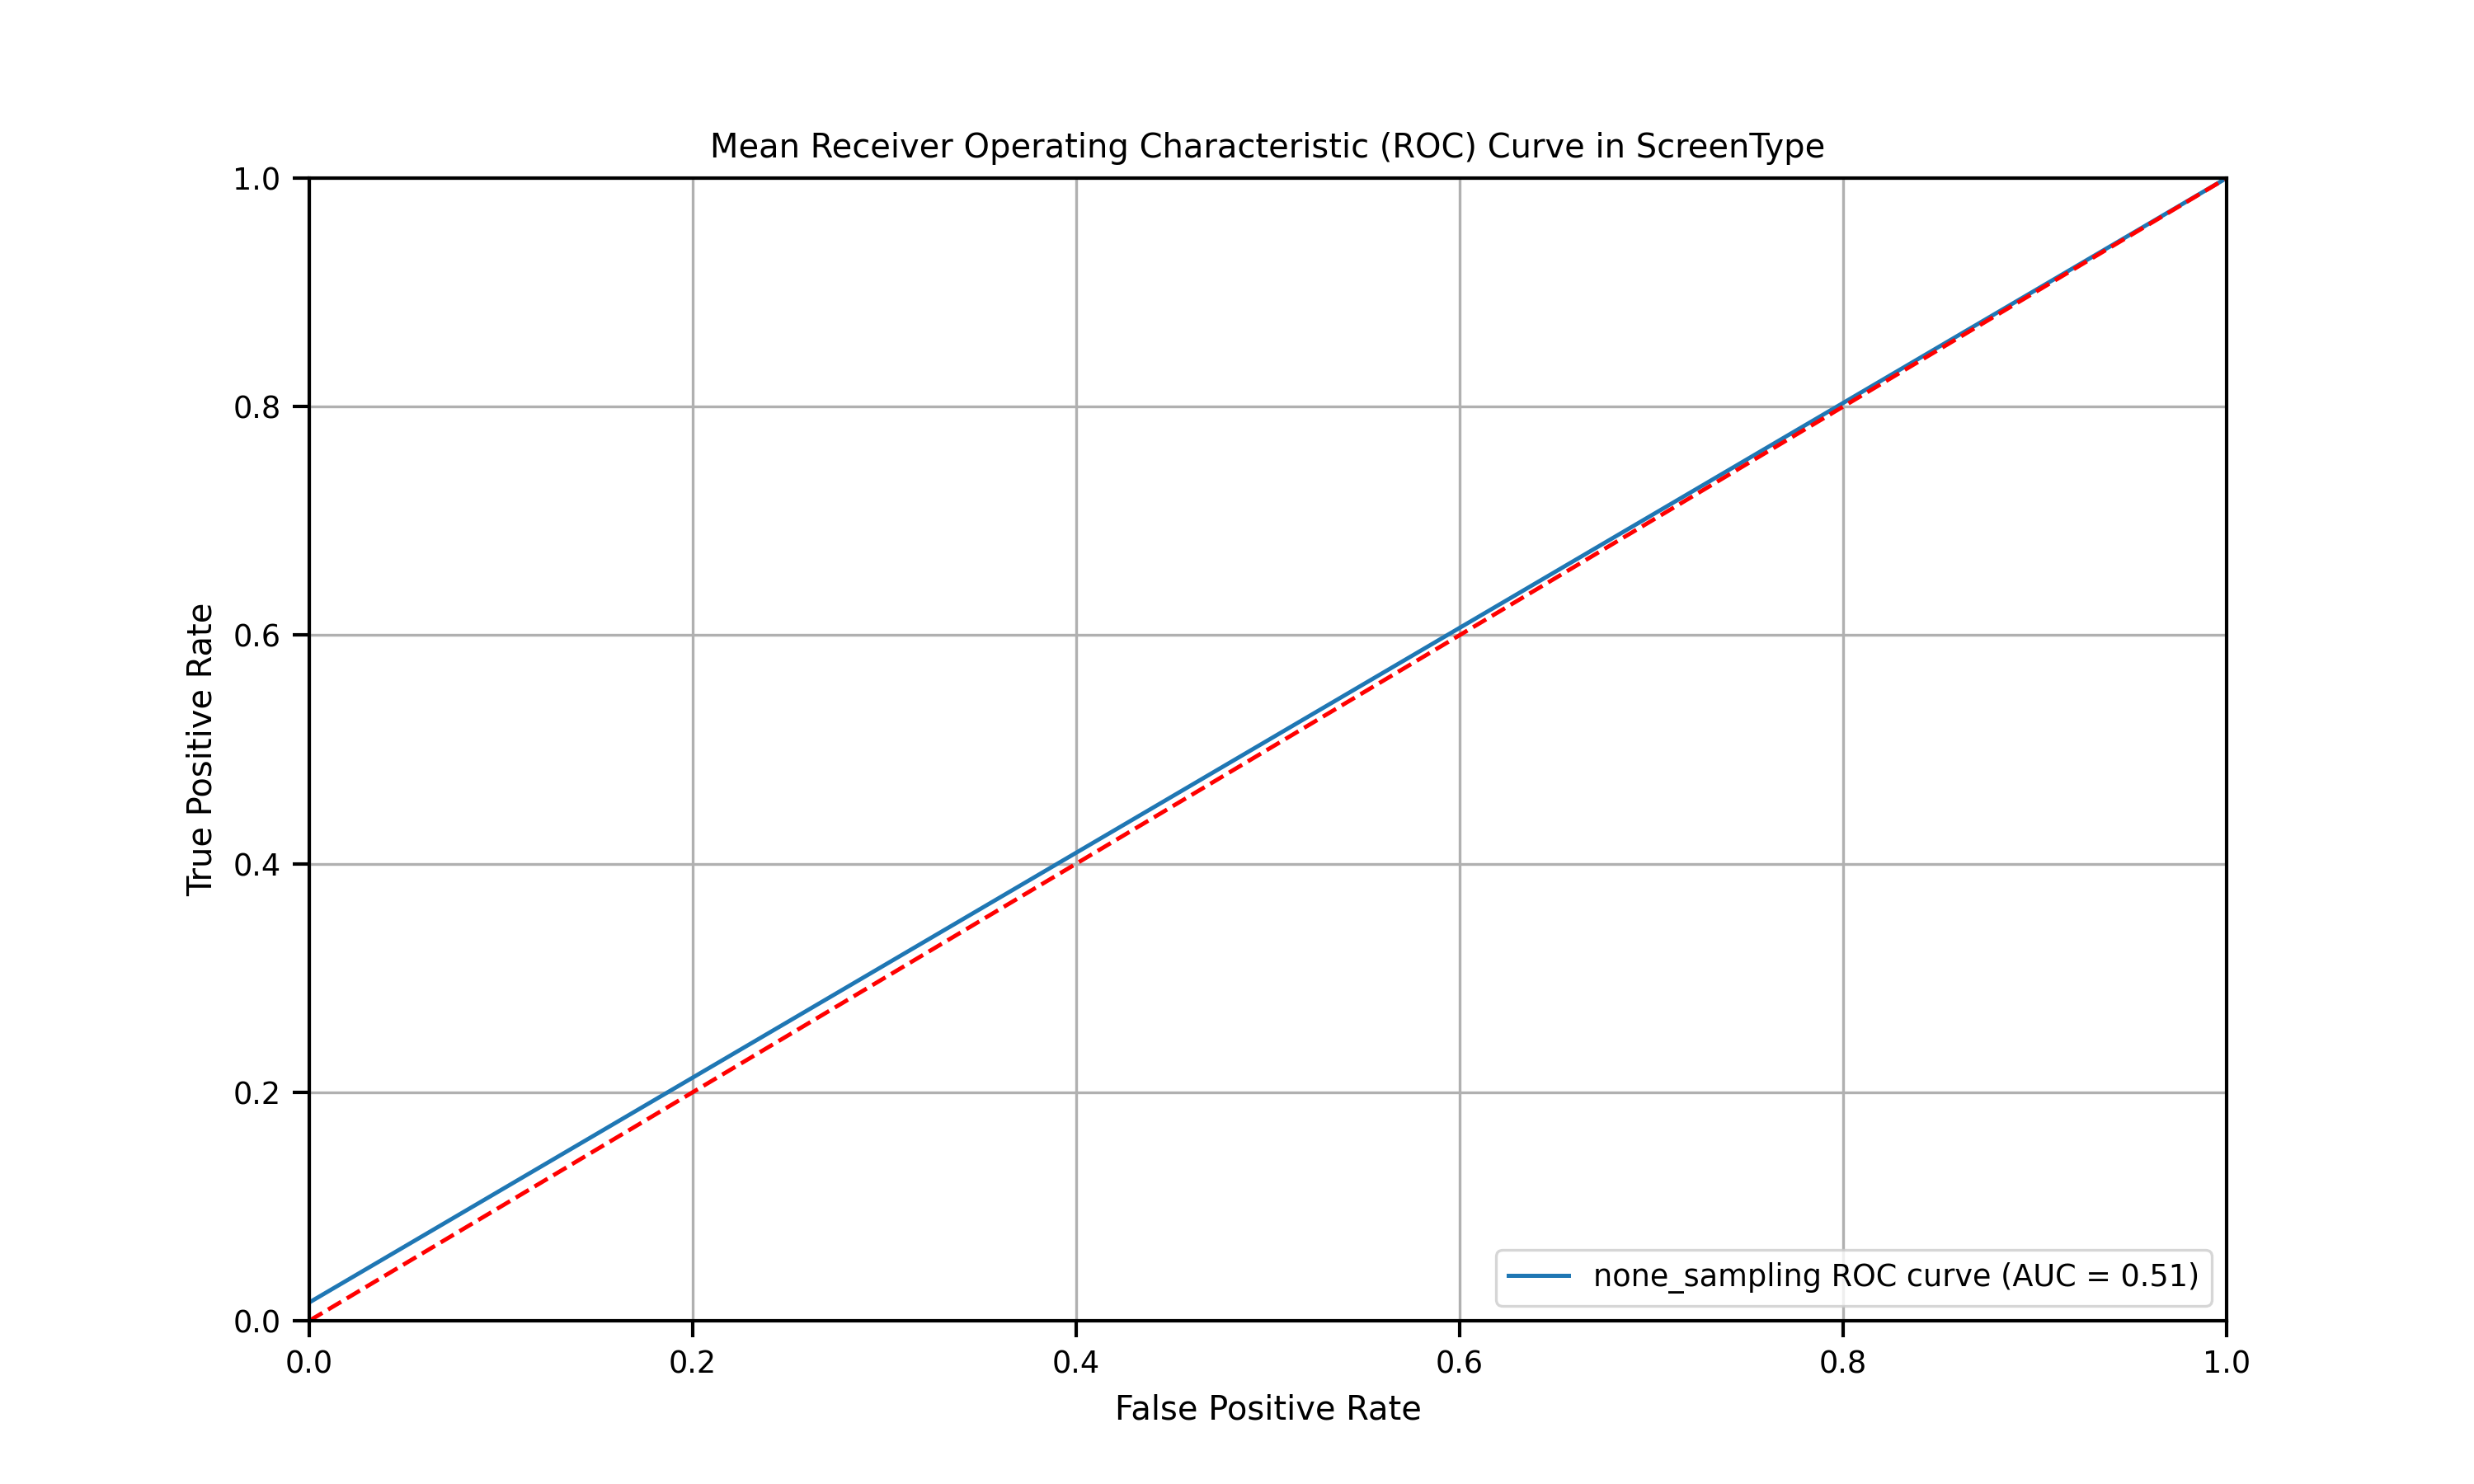 Mean Receiver Operating Characteristic (ROC) Curve in ScreenType
1.0
0.8
0.6
0.4
0.2
0.0
True Positive Rate
none_sampling ROC curve (AUC = 0.51)
0.0 0.2 0.4 0.6 0.8 1.0
False Positive Rate